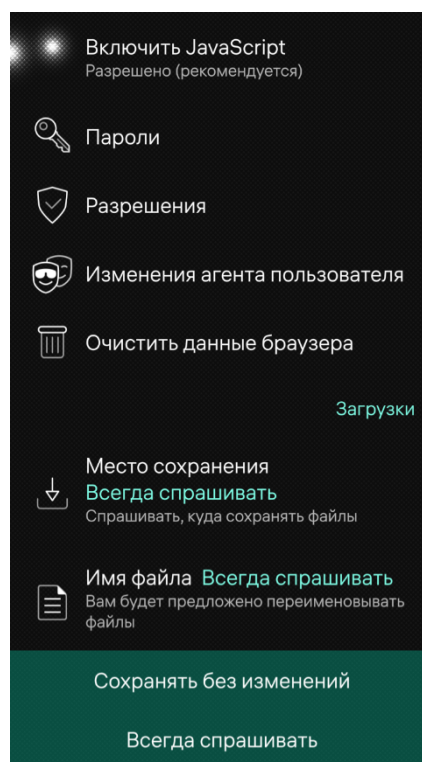 Включить JavaScript
Разрешено (рекомендуется)
Пароли
Разрешения
Изменения агента пользователя
Очистить данные браузера
Загрузки
Место сохранения
Всегда спрашивать
Спрашивать, куда сохранять файлы
Имя файла Всегда спрашивать
Вам будет предложено переименовывать
файлы
Сохранять без изменений
Всегда спрашивать